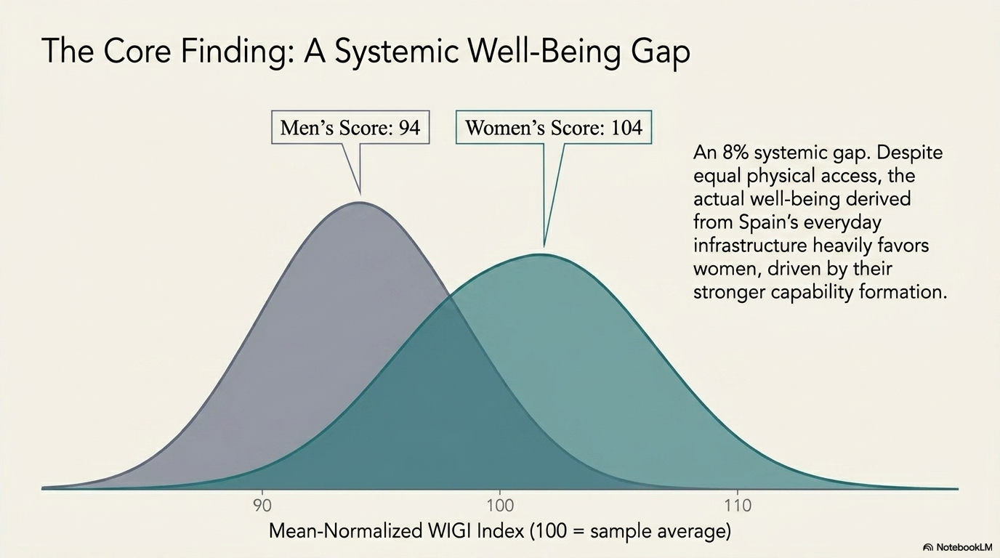 The Core Finding: A Systemic Well-Being Gap
Men’s Score: 94
Women’s Score: 104
An 8% systemic gap. Despite
equal physical access, the
actual well-being derived
from Spain’s everyday
infrastructure heavily favors
women, driven by their
stronger capability formation.
90
100
110
Mean-Normalized WIGI Index (100 = sample average)
NotebookLM